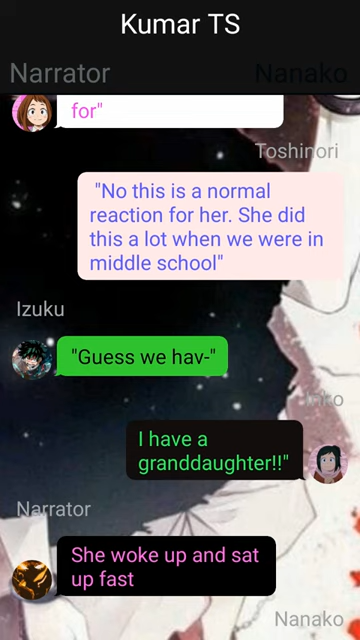 Kumar TS
Narrator
Nanako
for"
Toshinori
"No this is a normal
reaction for her. She did
this a lot when we were in
middle school"
Izuku
"Guess we hav-"
Inko
I have a
granddaughter!!"
Narrator
She woke up and sat
up fast
Nanako